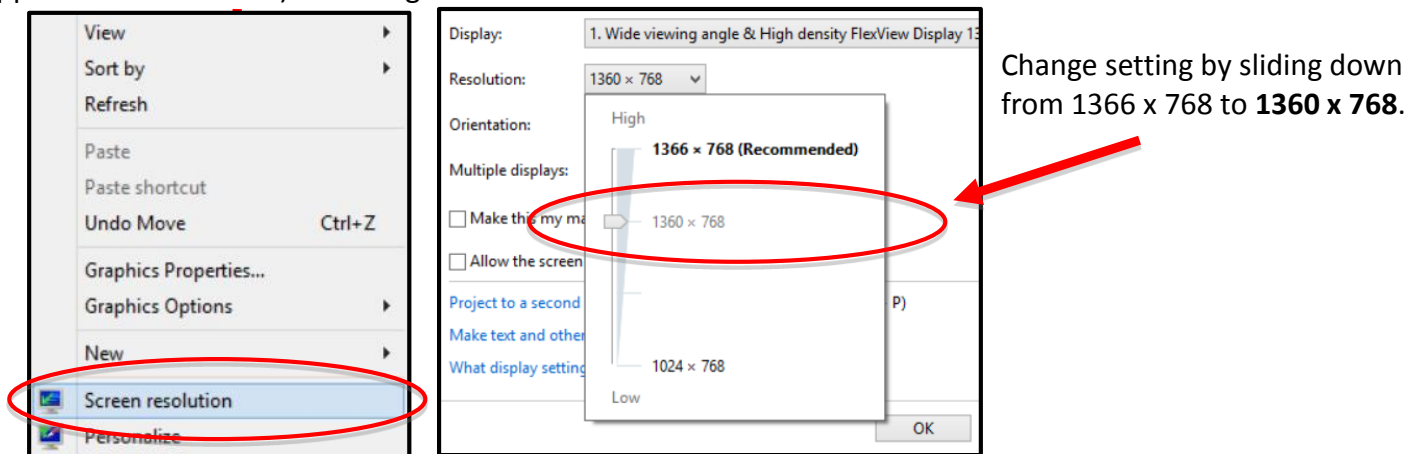 View
Sort by
Refresh
Paste
Paste shortcut
Undo Move Ctrl+Z
Graphics Properties...
Graphics Options
New
Screen resolution
Personalize
Display: 1. Wide viewing angle & High density FlexView Display 13
Resolution: 1360 × 768
Orientation:
Multiple displays:
Make this my ma
Allow the screen
Project to a second P)
Make text and other
What display setting
High
1366 × 768 (Recommended)
1360 × 768
1024 × 768
Low
OK
Change setting by sliding down
from 1366 x 768 to 1360 x 768.